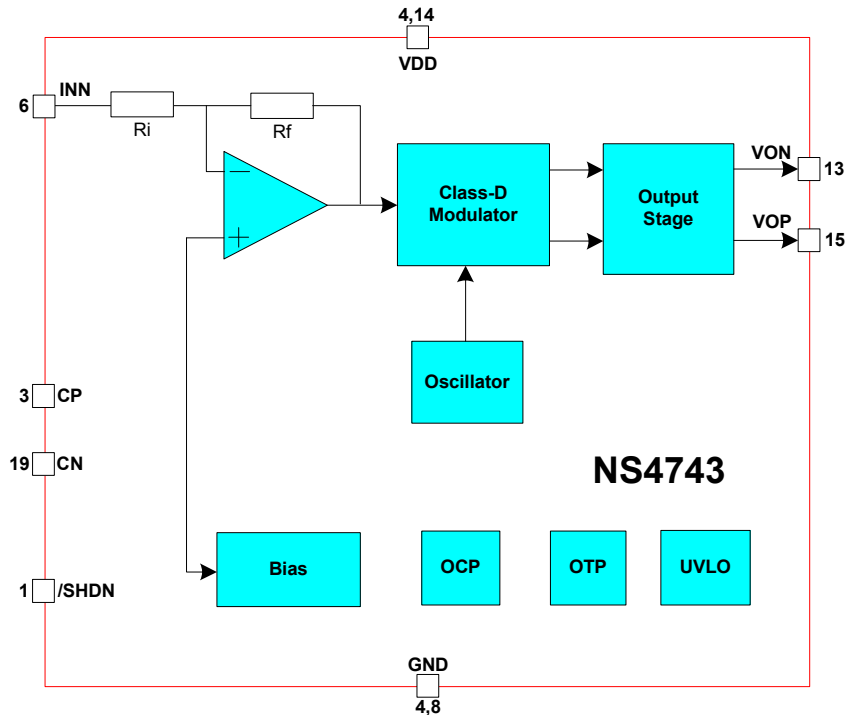 4,14
VDD
INN
6
Ri
Rf
Class-D
Modulator
Output
Stage
VON
13
VOP
15
Oscillator
3 CP
19 CN
NS4743
1 /SHDN
Bias
OCP
OTP
UVLO
GND
4,8